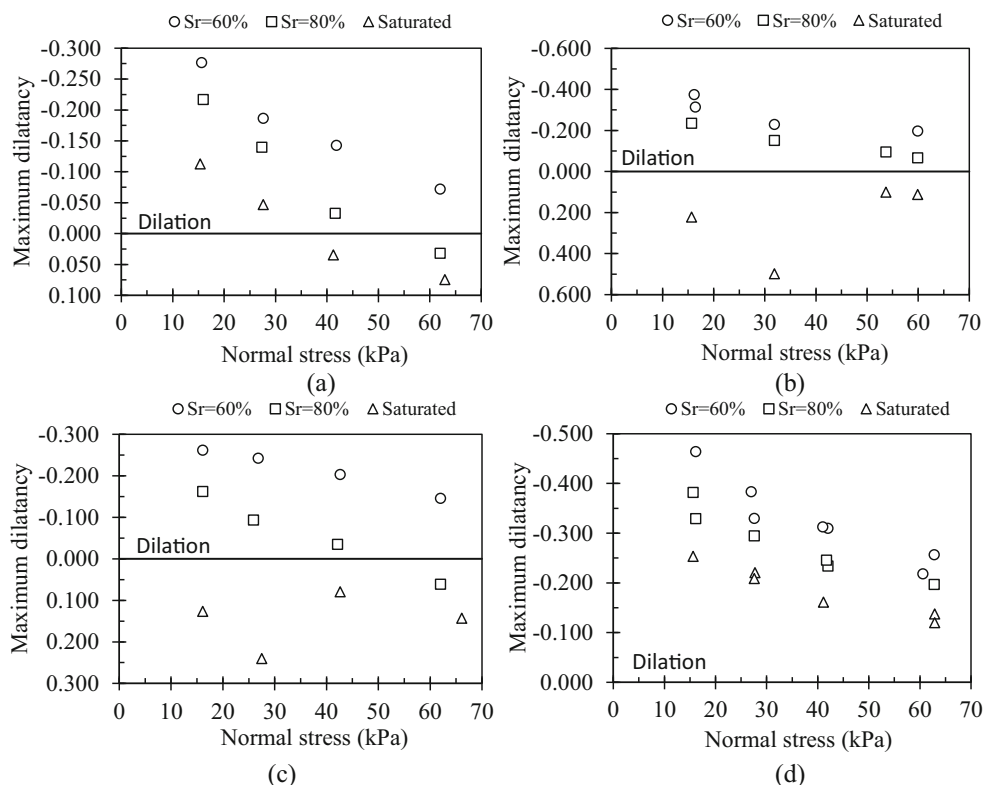 Sr=60% Sr=80% Saturated
-0.300
-0.250
-0.200
-0.150
-0.100
-0.050
0.000
0.050
0.100
Maximum dilatancy
Dilation
0 10 20 30 40 50 60 70
Normal stress (kPa)
(a)
Sr=60% Sr=80% Saturated
-0.600
-0.400
-0.200
0.000
0.200
0.400
0.600
Maximum dilatancy
Dilation
0 10 20 30 40 50 60 70
Normal stress (kPa)
(b)
Sr=60% Sr=80% Saturated
-0.300
-0.200
-0.100
0.000
0.100
0.200
0.300
Maximum dilatancy
Dilation
0 10 20 30 40 50 60 70
Normal stress (kPa)
(c)
Sr=60% Sr=80% Saturated
-0.500
-0.400
-0.300
-0.200
-0.100
0.000
Maximum dilatancy
Dilation
0 10 20 30 40 50 60 70
Normal stress (kPa)
(d)